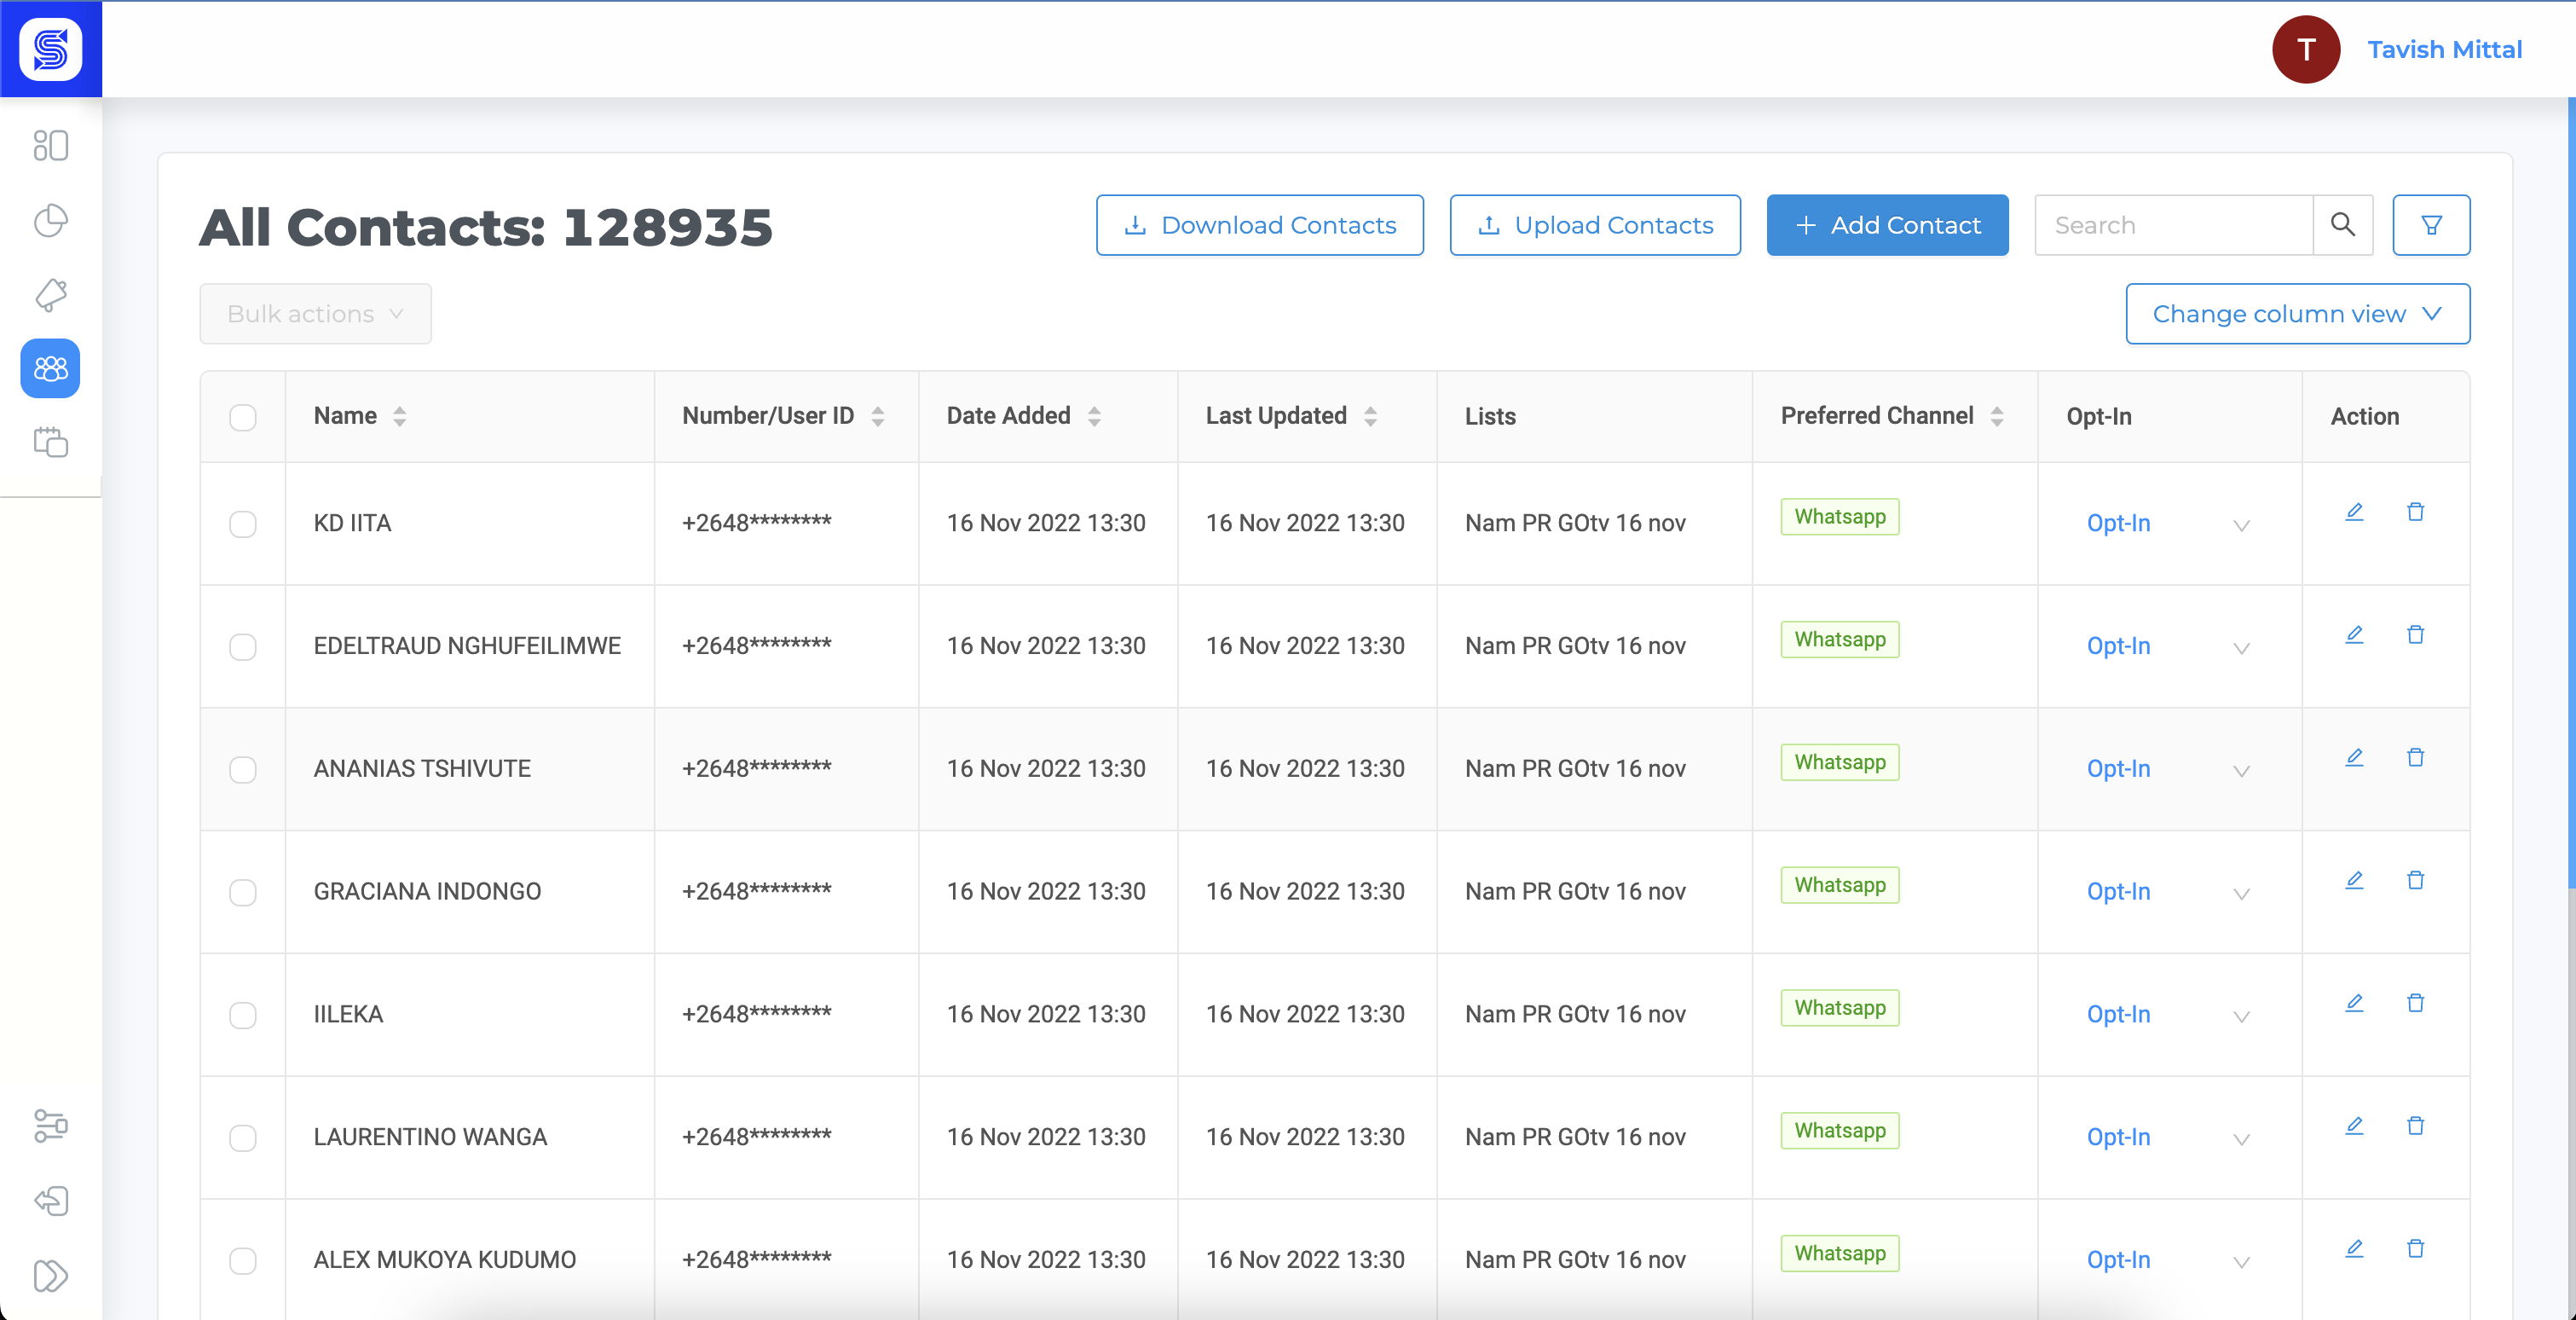 T Tavish Mittal
All Contacts: 128935 Download Contacts Upload Contacts + Add Contact Search
Bulk actions Change column view
Name Number/User ID Date Added Last Updated Lists Preferred Channel Opt-In Action
KD IITA +2648******** 16 Nov 2022 13:30 16 Nov 2022 13:30 Nam PR GOtv 16 nov Whatsapp Opt-In
EDELTRAUD NGHUFEILIMWE +2648******** 16 Nov 2022 13:30 16 Nov 2022 13:30 Nam PR GOtv 16 nov Whatsapp Opt-In
ANANIAS TSHIVUTE +2648******** 16 Nov 2022 13:30 16 Nov 2022 13:30 Nam PR GOtv 16 nov Whatsapp Opt-In
GRACIANA INDONGO +2648******** 16 Nov 2022 13:30 16 Nov 2022 13:30 Nam PR GOtv 16 nov Whatsapp Opt-In
IILEKA +2648******** 16 Nov 2022 13:30 16 Nov 2022 13:30 Nam PR GOtv 16 nov Whatsapp Opt-In
LAURENTINO WANGA +2648******** 16 Nov 2022 13:30 16 Nov 2022 13:30 Nam PR GOtv 16 nov Whatsapp Opt-In
ALEX MUKOYA KUDUMO +2648******** 16 Nov 2022 13:30 16 Nov 2022 13:30 Nam PR GOtv 16 nov Whatsapp Opt-In